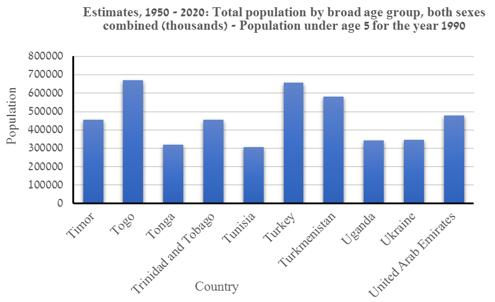 Estimates, 1950 - 2020: Total population by broad age group, both sexes
combined (thousands) - Population under age 5 for the year 1990
800000
700000
600000
500000
400000
300000
200000
100000
0
Population
Timor
Togo
Tonga
Trinidad and Tobago
Tunisia
Turkey
Turkmenistan
Uganda
Ukraine
United Arab Emirates
Country